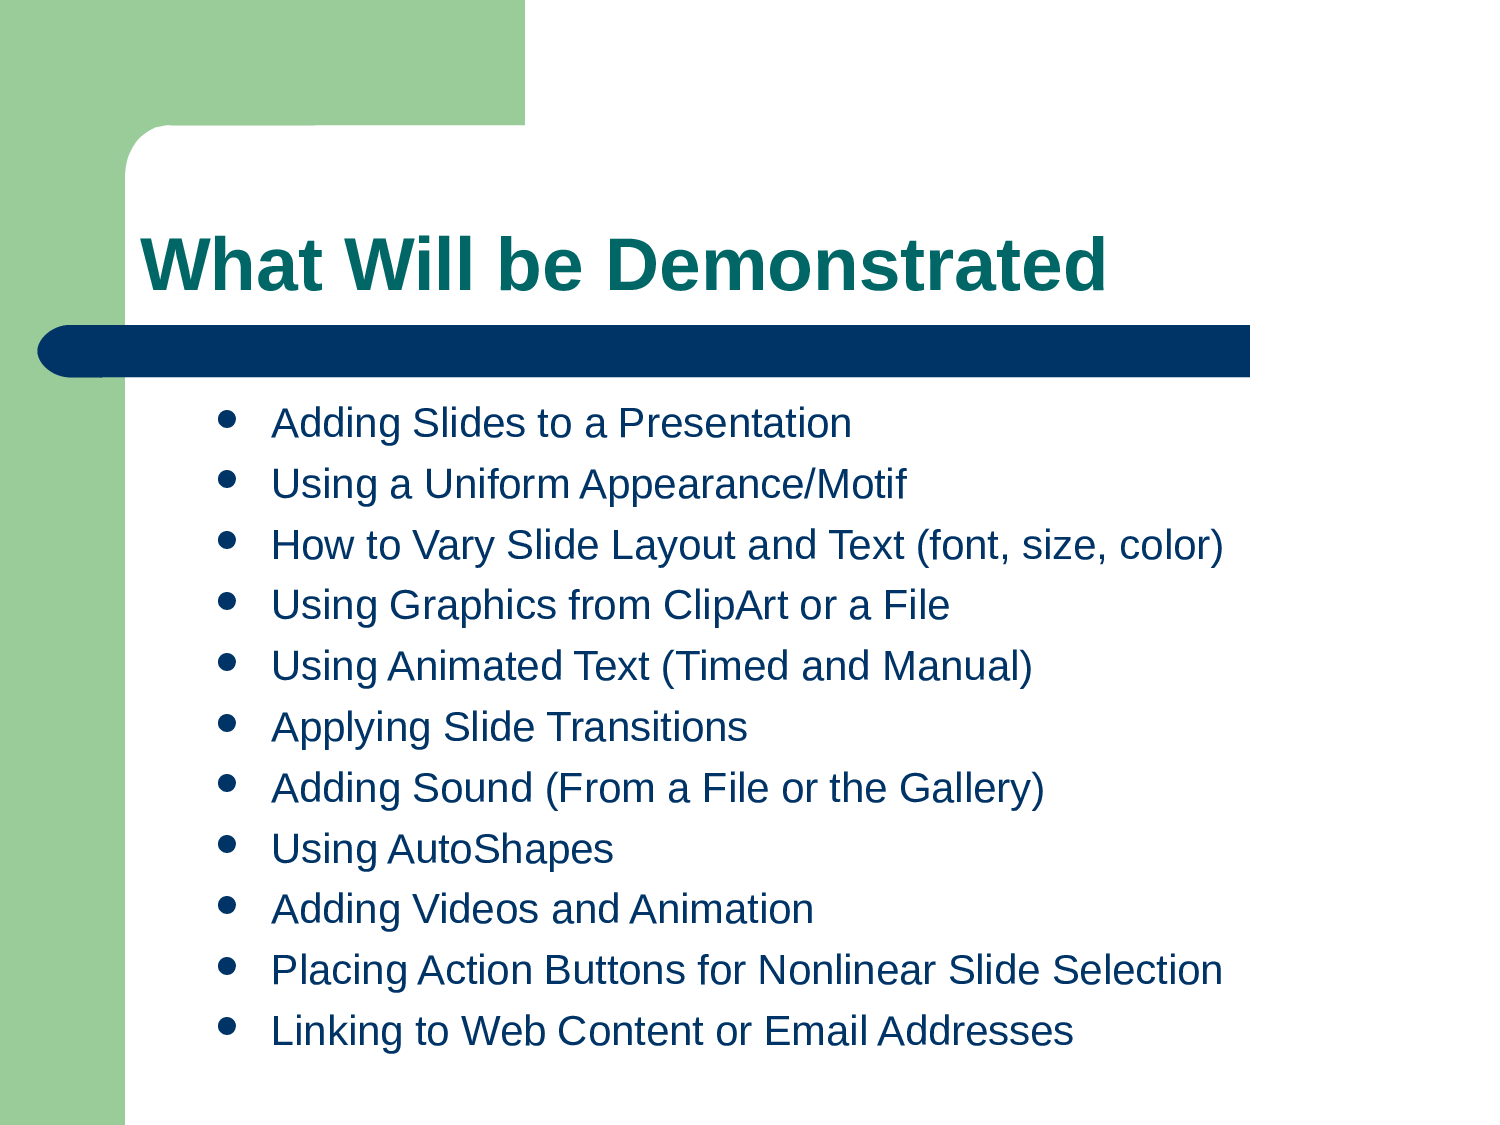 What Will be Demonstrated
Adding Slides to a Presentation
Using a Uniform Appearance/Motif
How to Vary Slide Layout and Text (font, size, color)
Using Graphics from ClipArt or a File
Using Animated Text (Timed and Manual)
Applying Slide Transitions
Adding Sound (From a File or the Gallery)
Using AutoShapes
Adding Videos and Animation
Placing Action Buttons for Nonlinear Slide Selection
Linking to Web Content or Email Addresses